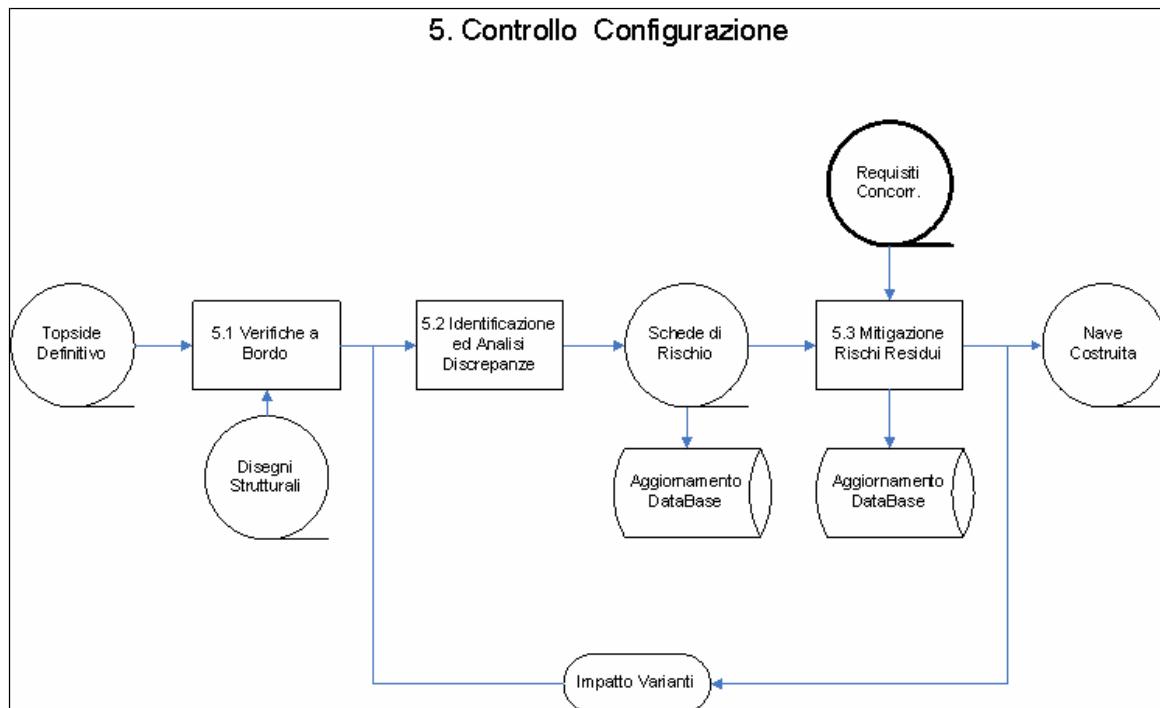 5. Controllo Configurazione
Requisiti
Concorr.
Topside
Definitivo
5.1 Verifiche a
Bordo
5.2 Identificazione
ed Analisi
Discrepanze
Schede di
Rischio
5.3 Mitigazione
Rischi Residui
Nave
Costruita
Disegni
Strutturali
Aggiornamento
DataBase
Aggiornamento
DataBase
Impatto Varianti